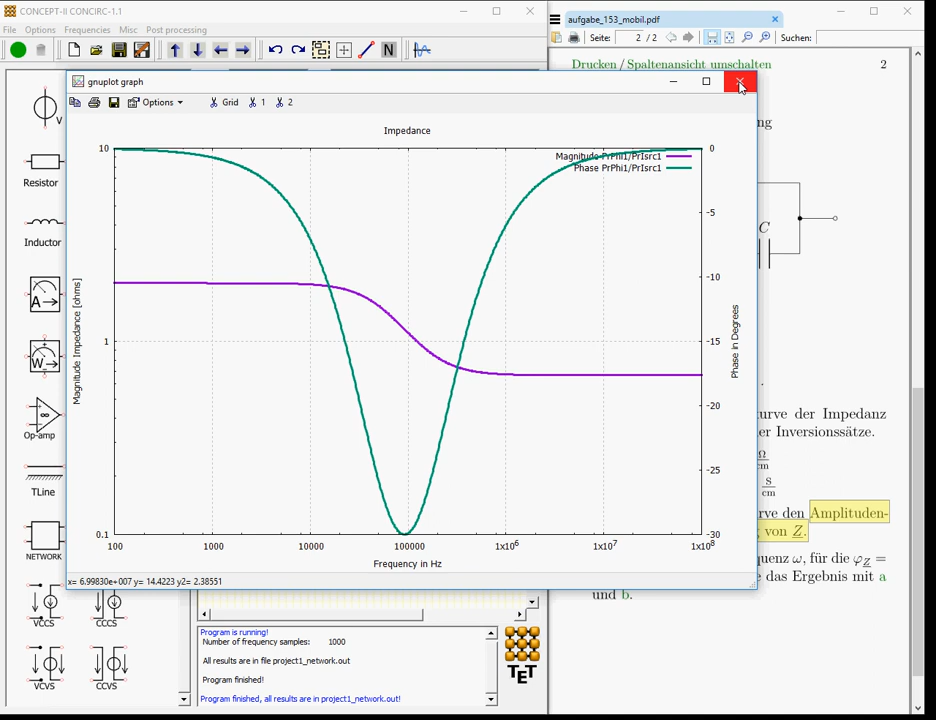 CONCEPT-II CONCIRC-1.1
File Options Frequencies Misc Post processing
N
V
Resistor
Inductor
A
W
Op-amp
TLine
NETWORK
VCCS CCCS
VCVS CCVS
gnuplot graph
Options Grid 1 2
Impedance
Magnitude PrPhi1/PrIsrc1
Phase PrPhi1/PrIsrc1
Magnitude Impedance [ohms]
10
1
0.1
Phase in Degrees
0
-5
-10
-15
-20
-25
-30
100 1000 10000 100000 1x10⁶ 1x10⁷ 1x10⁸
Frequency in Hz
x= 6.99830e+007 y= 14.4223 y2= 2.38551
Program is running!
Number of frequency samples: 1000
All results are in file project1_network.out
Program finished!
Program finished, all results are in project1_network.out!
TET
aufgabe_153_mobil.pdf
Seite: 2 / 2 Suchen:
Drucken / Spaltenansicht umschalten 2
ng
C
urve der Impedanz
er Inversionssätze.
Ω
cm
S
cm
rve den Amplituden-
g von Z.
quenz ω, für die φZ =
e das Ergebnis mit a
und b.